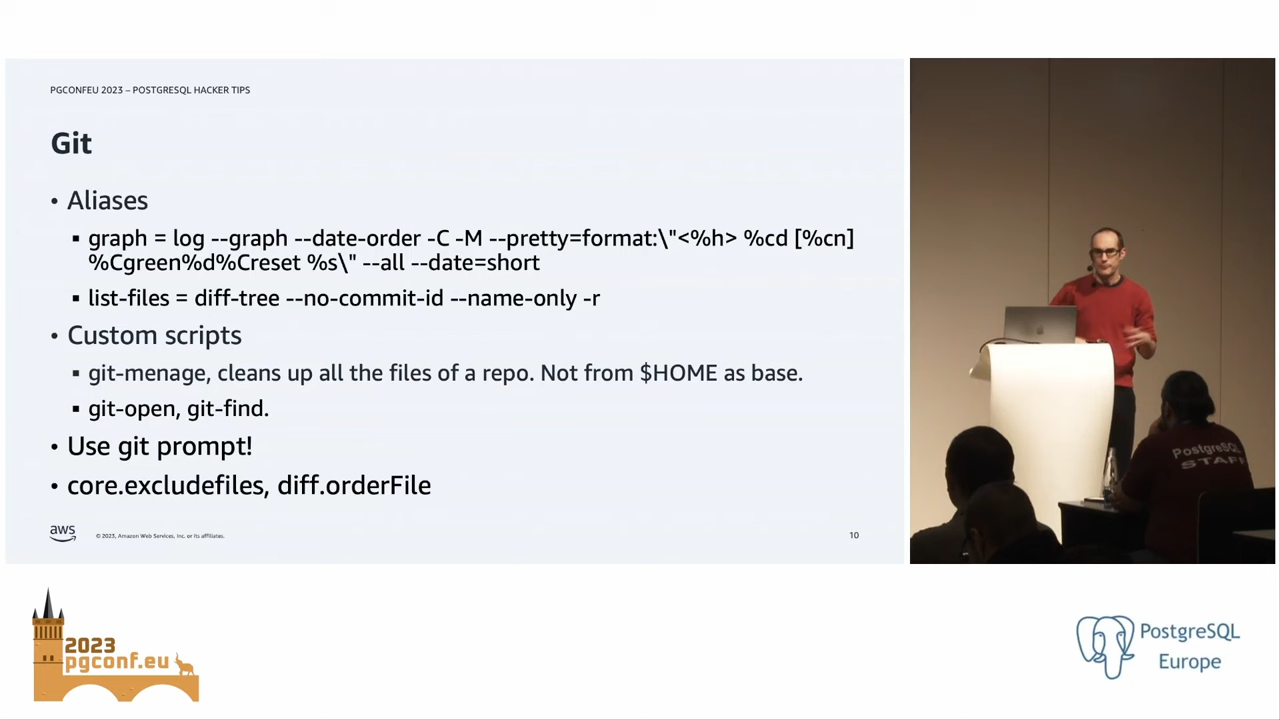 PGCONFEU 2023 – POSTGRESQL HACKER TIPS
Git
• Aliases
▪ graph = log --graph --date-order -C -M --pretty=format:\"<%h> %cd [%cn]
%Cgreen%d%Creset %s\" --all --date=short
▪ list-files = diff-tree --no-commit-id --name-only -r
• Custom scripts
▪ git-menage, cleans up all the files of a repo. Not from $HOME as base.
▪ git-open, git-find.
• Use git prompt!
• core.excludefiles, diff.orderFile
aws
© 2023, Amazon Web Services, Inc. or its affiliates.
10
PostgreSQL
STAFF
2023
pgconf.eu
PostgreSQL
Europe